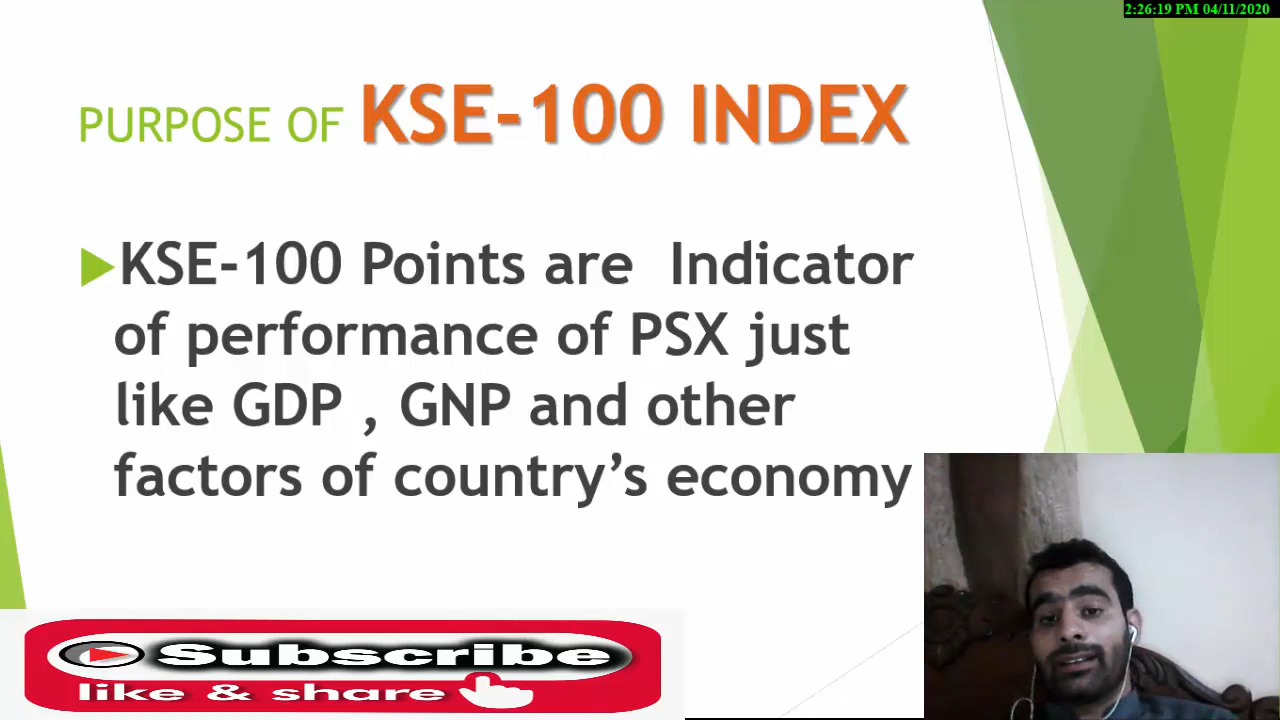 2:26:19 PM 04/11/2020
PURPOSE OF KSE-100 INDEX
KSE-100 Points are Indicator
of performance of PSX just
like GDP , GNP and other
factors of country’s economy
Subscribe
like & share